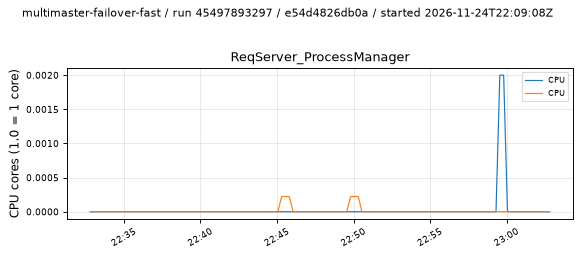 multimaster-failover-fast / run 45497893297 / e54d4826db0a / started 2026-11-24T22:09:08Z
ReqServer_ProcessManager
CPU cores (1.0 = 1 core)
0.0020
0.0015
0.0010
0.0005
0.0000
CPU
CPU
22:35
22:40
22:45
22:50
22:55
23:00